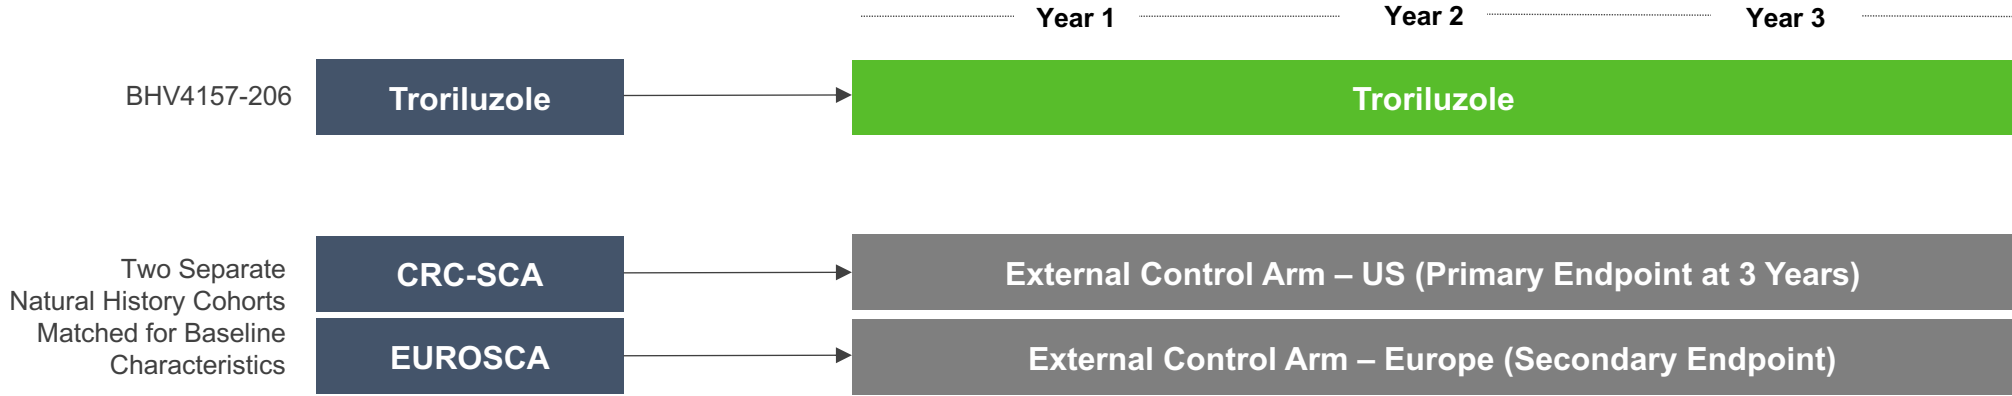 Year 1 Year 2 Year 3
BHV4157-206 Troriluzole Troriluzole
Two Separate
Natural History Cohorts
Matched for Baseline
Characteristics
CRC-SCA External Control Arm – US (Primary Endpoint at 3 Years)
EUROSCA External Control Arm – Europe (Secondary Endpoint)